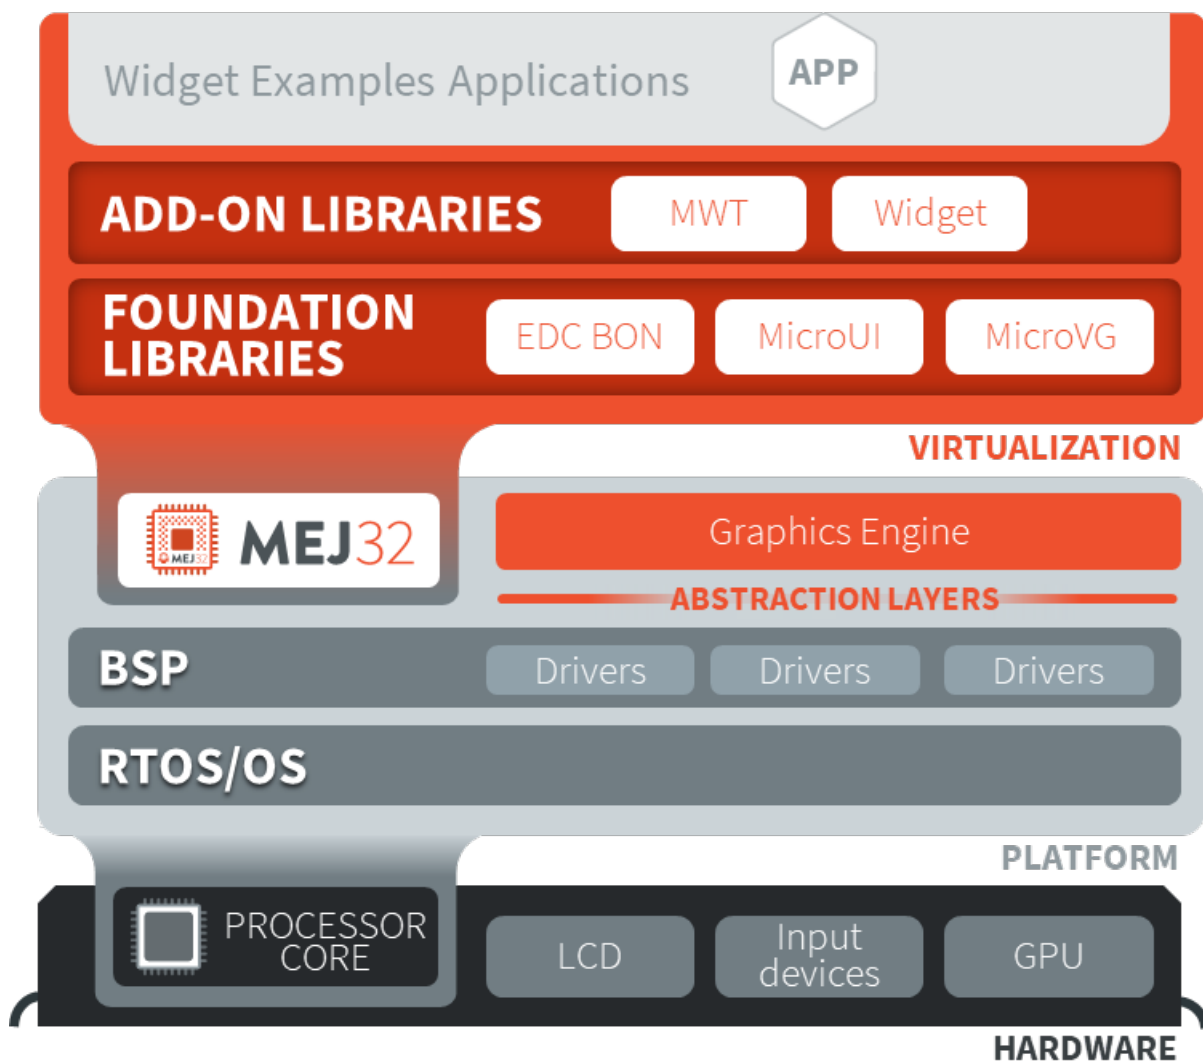 Widget Examples Applications
APP
ADD-ON LIBRARIES
MWT
Widget
FOUNDATION
LIBRARIES
EDC BON
MicroUI
MicroVG
VIRTUALIZATION
MEJ32
MEJ32
Graphics Engine
ABSTRACTION LAYERS
BSP
Drivers
Drivers
Drivers
RTOS/OS
PLATFORM
PROCESSOR
CORE
LCD
Input
devices
GPU
HARDWARE